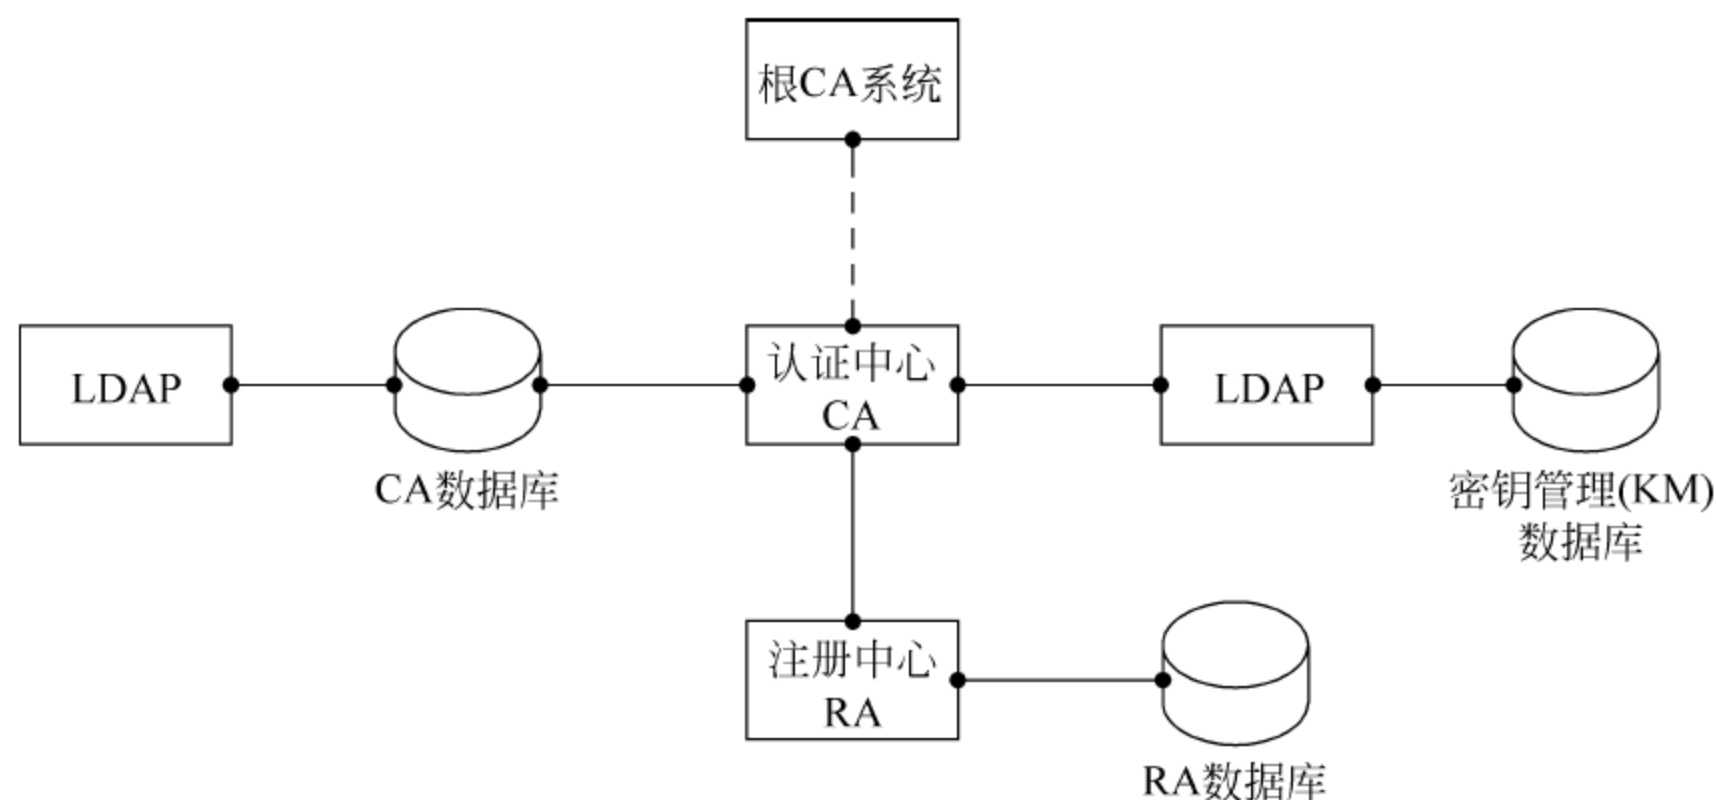 根CA系统
LDAP
CA数据库
认证中心
CA
LDAP
密钥管理(KM)
数据库
注册中心
RA
RA数据库